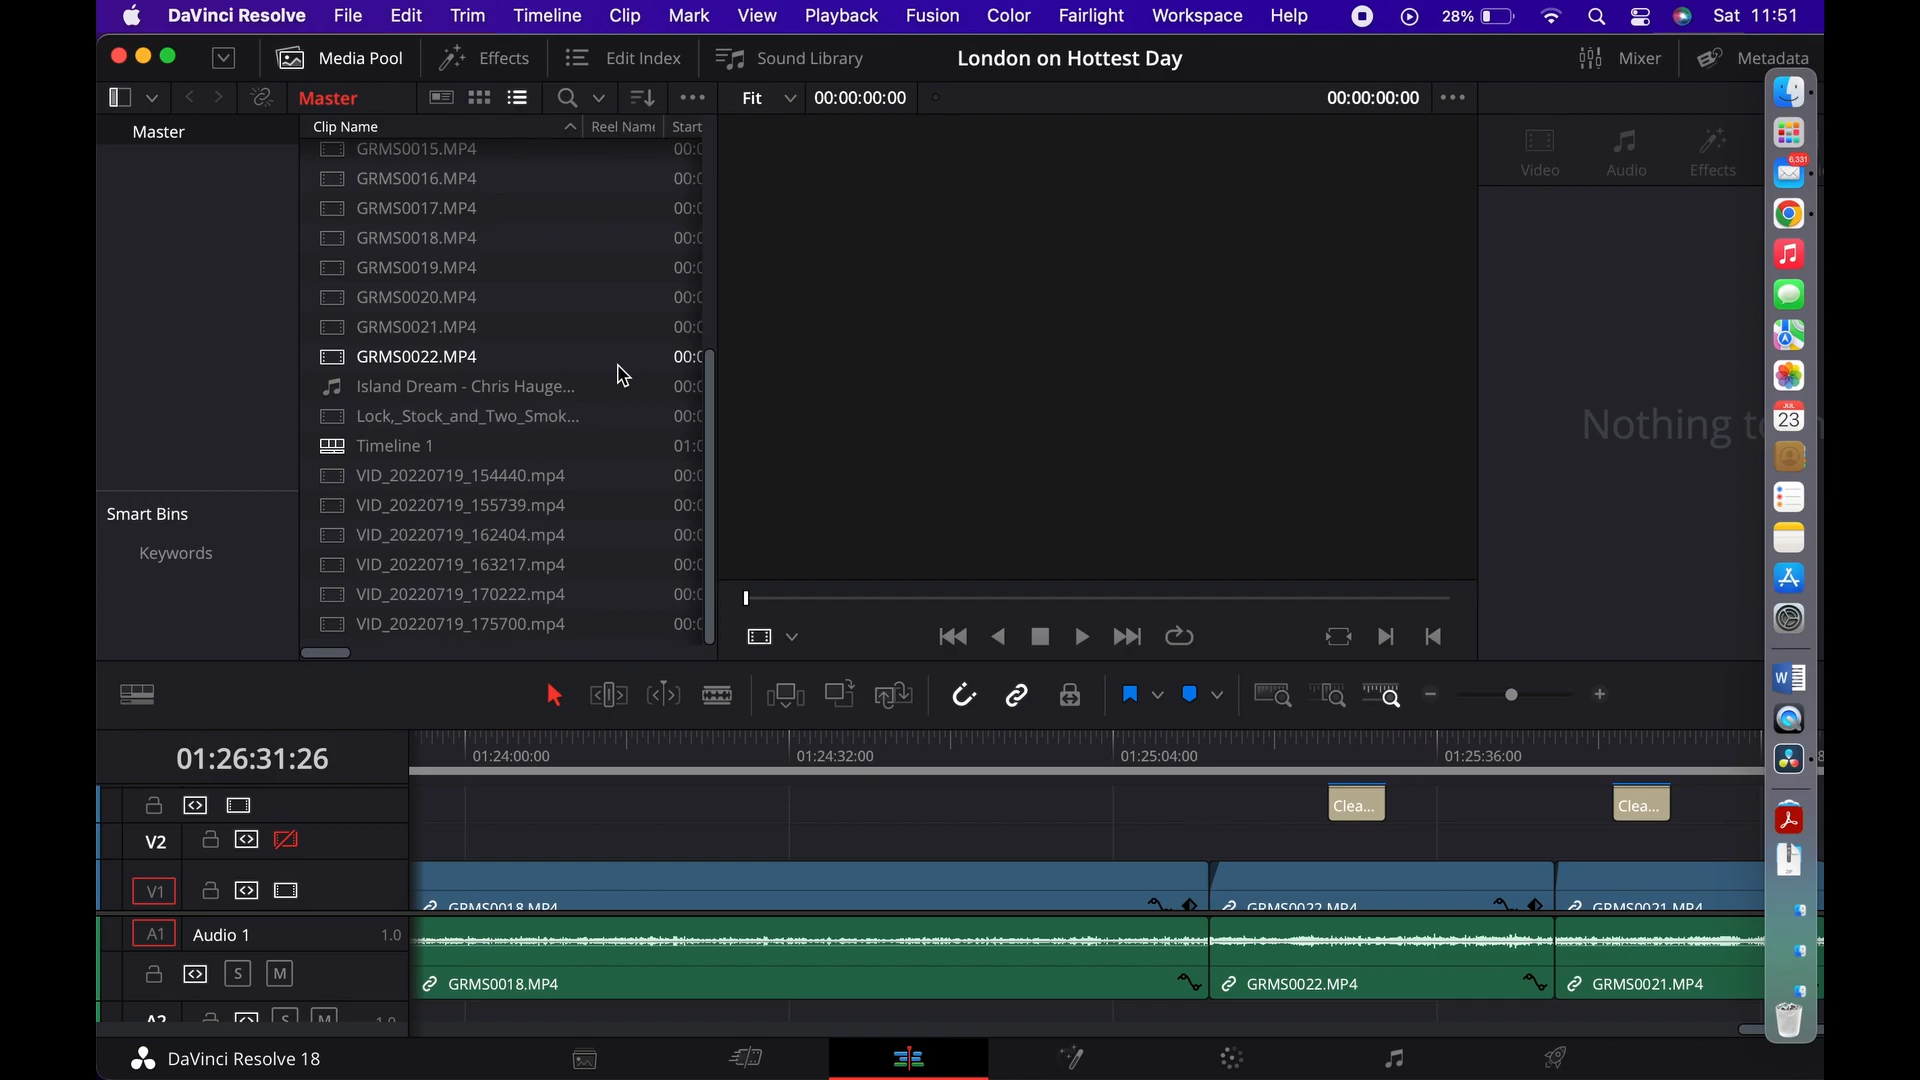 DaVinci Resolve File Edit Trim Timeline Clip Mark View Playback Fusion Color Fairlight Workspace Help 28% Sat 11:51
Media Pool Effects Edit Index Sound Library London on Hottest Day Mixer Metadata
Master Fit 00:00:00:00 00:00:00:00
Master
Clip Name Reel Name Start
GRMS0015.MP4 00:0
GRMS0016.MP4 00:0
GRMS0017.MP4 00:0
GRMS0018.MP4 00:0
GRMS0019.MP4 00:0
GRMS0020.MP4 00:0
GRMS0021.MP4 00:0
GRMS0022.MP4 00:0
Island Dream - Chris Hauge... 00:0
Lock,_Stock_and_Two_Smok... 00:0
Timeline 1 01:0
VID_20220719_154440.mp4 00:0
VID_20220719_155739.mp4 00:0
VID_20220719_162404.mp4 00:0
VID_20220719_163217.mp4 00:0
VID_20220719_170222.mp4 00:0
VID_20220719_175700.mp4 00:0
Smart Bins
Keywords
Video Audio Effects
Nothing to
6,331
JUL
23
W
01:26:31:26
01:24:00:00 01:24:32:00 01:25:04:00 01:25:36:00
Clea... Clea...
V2
V1
GRMS0018.MP4 GRMS0022.MP4 GRMS0021.MP4
A1 Audio 1 1.0
S M
GRMS0018.MP4 GRMS0022.MP4 GRMS0021.MP4
A2 S M 1.0
DaVinci Resolve 18
ZIP